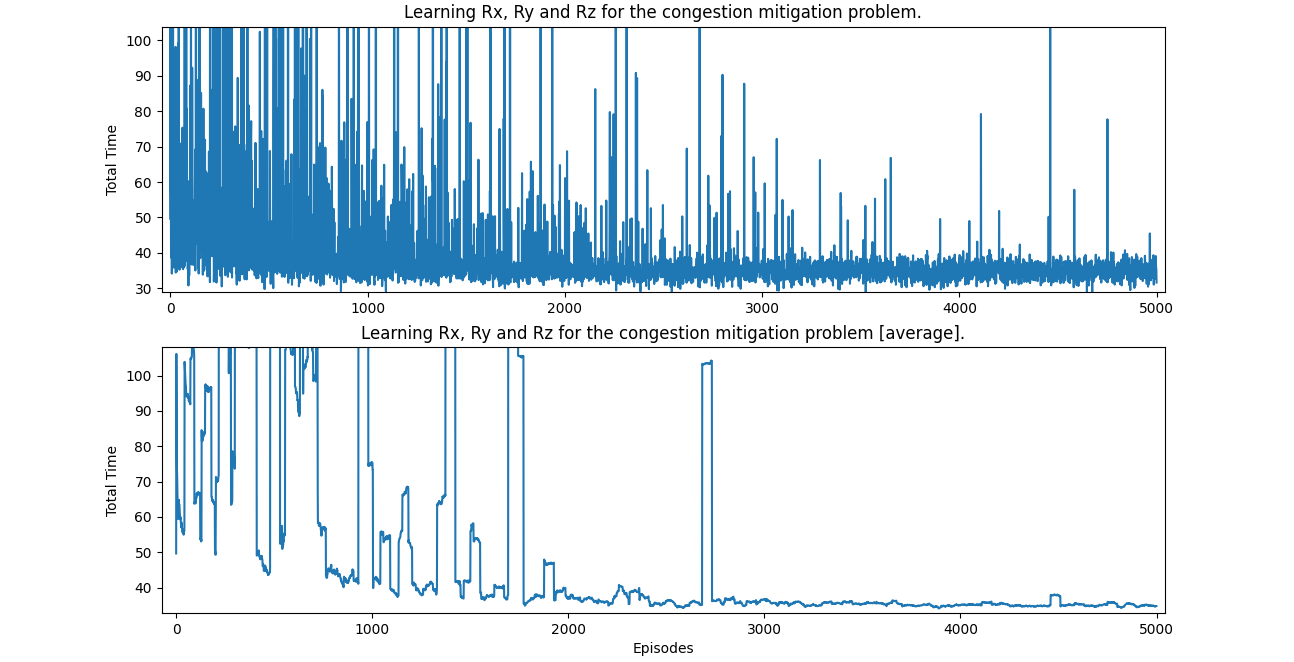 Learning Rx, Ry and Rz for the congestion mitigation problem.
100
90
80
70
60
50
40
30
Total Time
0 1000 2000 3000 4000 5000
Learning Rx, Ry and Rz for the congestion mitigation problem [average].
100
90
80
70
60
50
40
Total Time
0 1000 2000 3000 4000 5000
Episodes